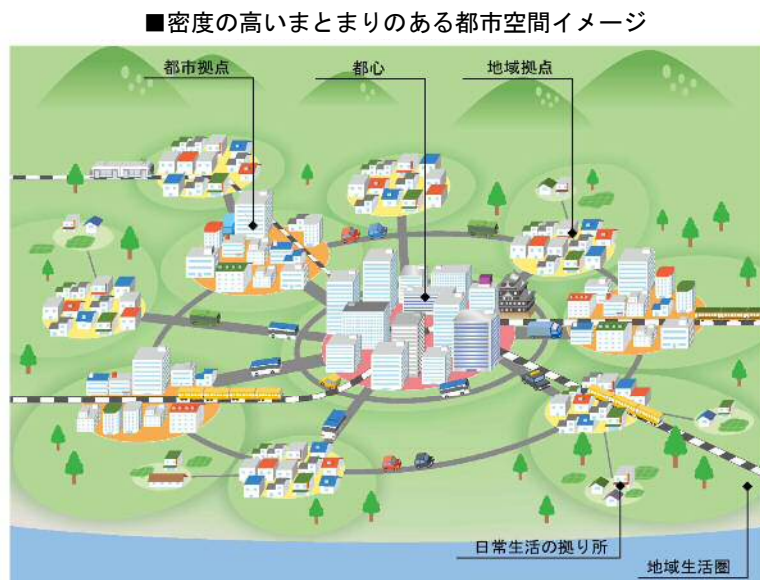 ■密度の高いまとまりのある都市空間イメージ
都市拠点
都心
地域拠点
日常生活の拠り所
地域生活圏